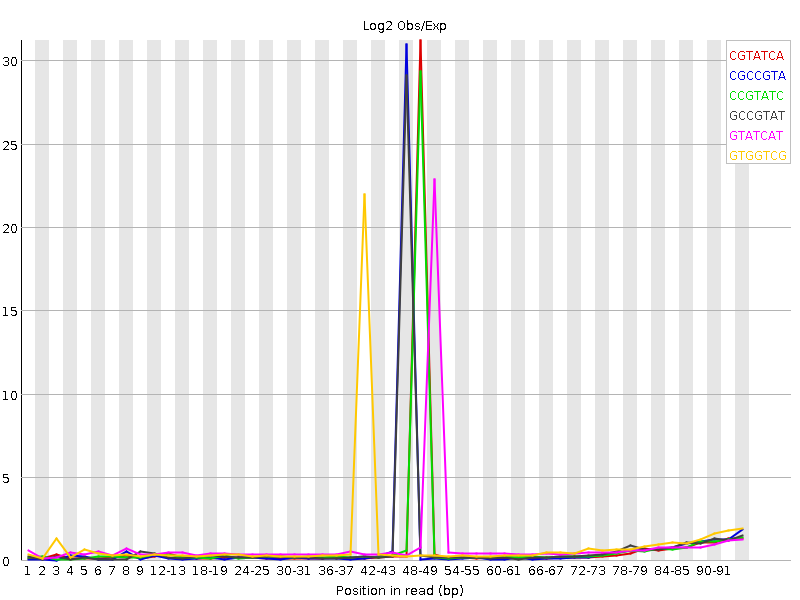 Log2 Obs/Exp
30
25
20
15
10
5
0
CGTATCA
CGCCGTA
CCGTATC
GCCGTAT
GTATCAT
GTGGTCG
1 2 3 4 5 6 7 8 9 12-13 18-19 24-25 30-31 36-37 42-43 48-49 54-55 60-61 66-67 72-73 78-79 84-85 90-91
Position in read (bp)